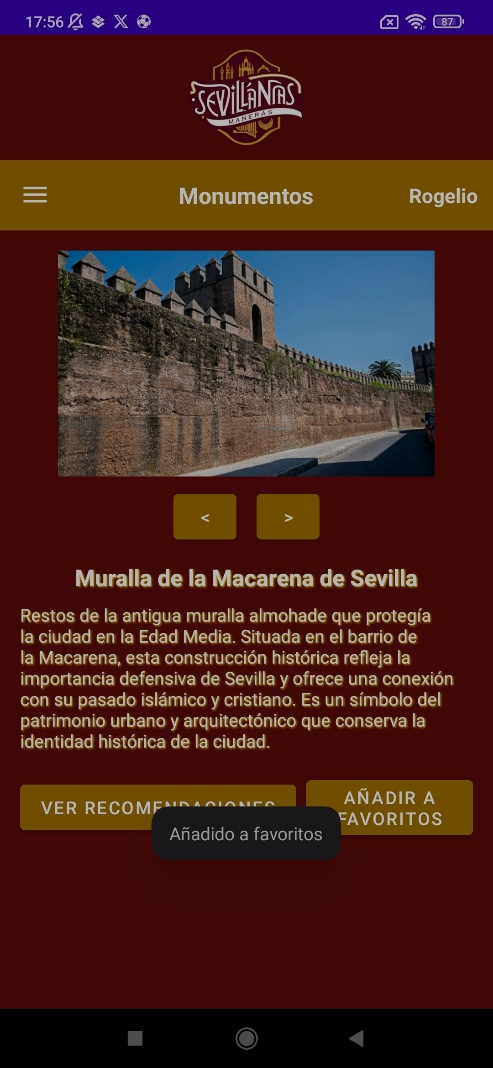 17:56
87
SEVILLANAS
MANERAS
Monumentos
Rogelio
<
>
Muralla de la Macarena de Sevilla
Restos de la antigua muralla almohade que protegía
la ciudad en la Edad Media. Situada en el barrio de
la Macarena, esta construcción histórica refleja la
importancia defensiva de Sevilla y ofrece una conexión
con su pasado islámico y cristiano. Es un símbolo del
patrimonio urbano y arquitectónico que conserva la
identidad histórica de la ciudad.
VER RECOMENDACIONES
AÑADIR A
FAVORITOS
Añadido a favoritos